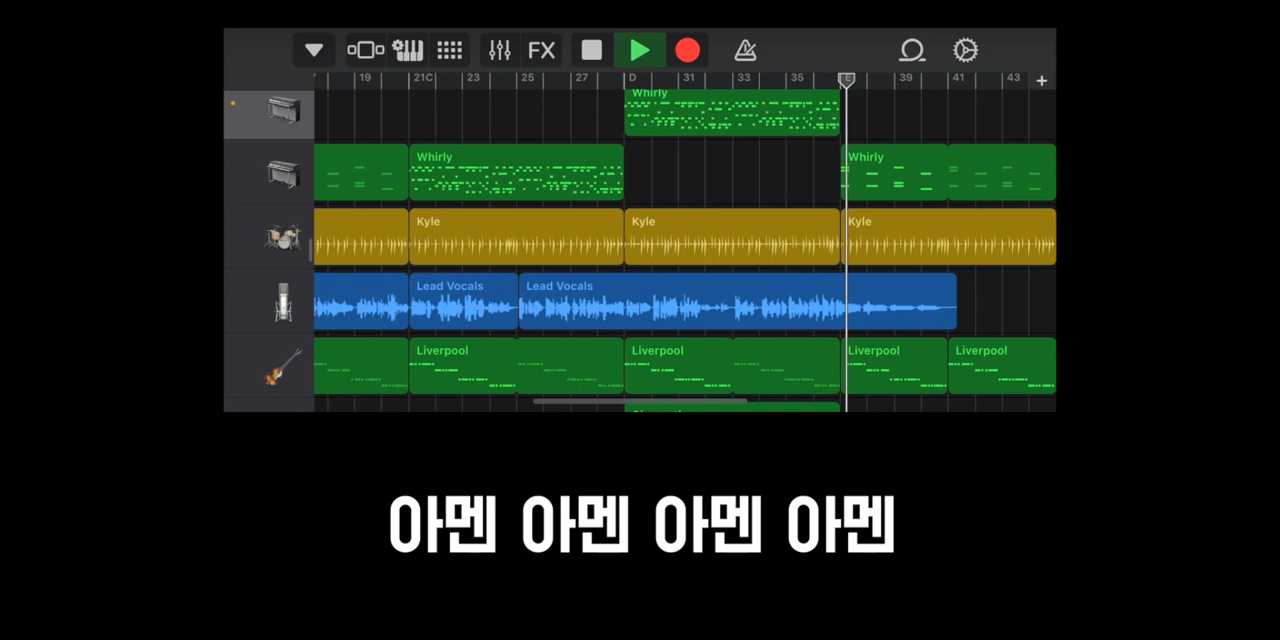 FX
19 21C 23 25 27 D 31 33 35 E 39 41 43 +
Whirly
Whirly Whirly
Kyle Kyle Kyle
Lead Vocals Lead Vocals
Liverpool Liverpool Liverpool Liverpool
아멘 아멘 아멘 아멘